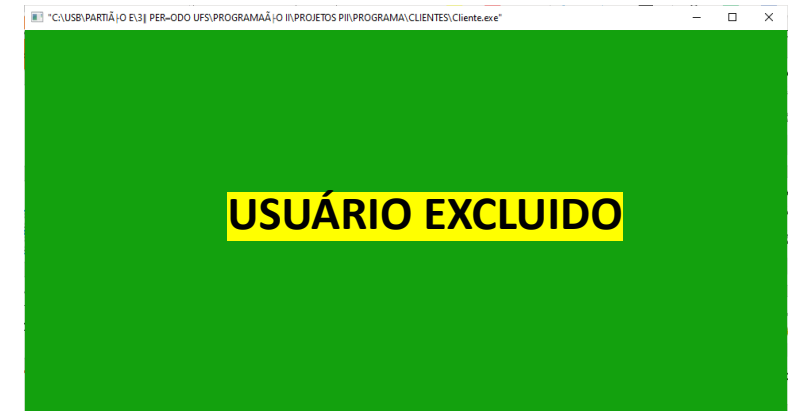 "C:\USB\PARTIÃ├O E\3‖ PER═ODO UFS\PROGRAMAÃ├O II\PROJETOS PII\PROGRAMA\CLIENTES\Cliente.exe"
USUÁRIO EXCLUIDO